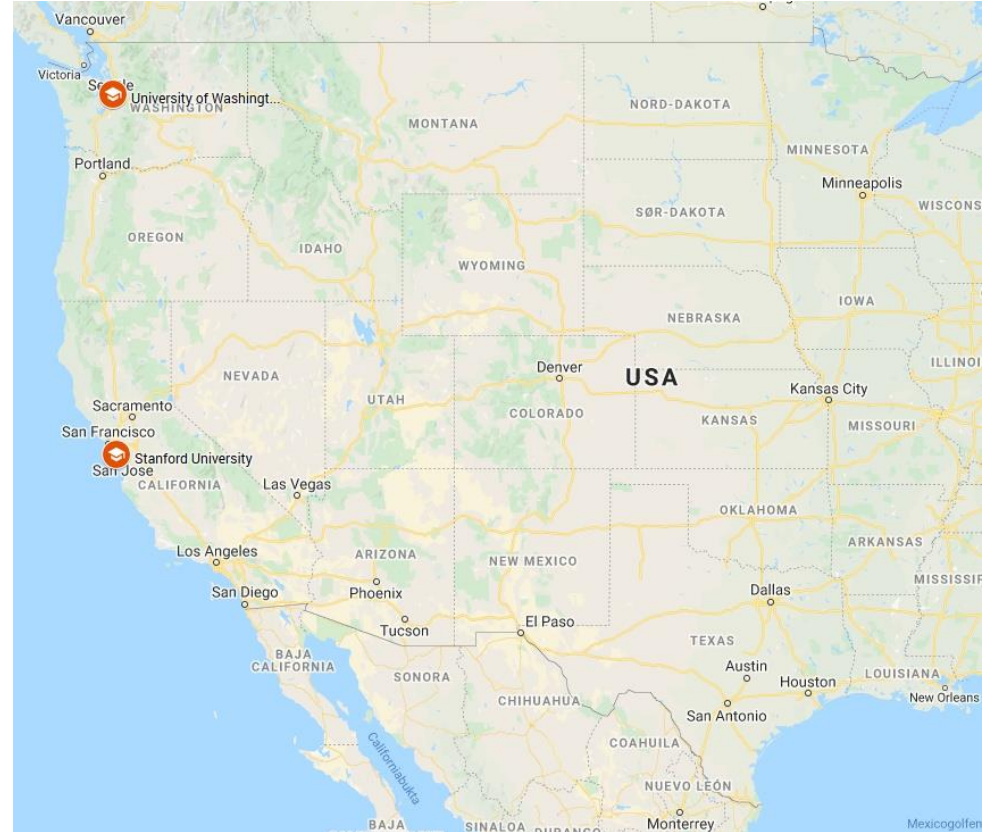 Vancouver
Victoria
University of Washingt...
WASHINGTON
NORD-DAKOTA
MONTANA
MINNESOTA
Portland
Minneapolis
WISCONS
SØR-DAKOTA
OREGON
IDAHO
WYOMING
IOWA
NEBRASKA
ILLINOI
Denver
USA
NEVADA
Kansas City
UTAH
Sacramento
COLORADO
KANSAS
MISSOURI
San Francisco
Stanford University
San Jose
CALIFORNIA
Las Vegas
OKLAHOMA
ARKANSAS
Los Angeles
ARIZONA
NEW MEXICO
MISSISSIP
San Diego
Phoenix
Dallas
El Paso
Tucson
TEXAS
BAJA
CALIFORNIA
SONORA
Austin
Houston
LOUISIANA
New Orleans
CHIHUAHUA
San Antonio
COAHUILA
Californiabukta
NUEVO LEÓN
Monterrey
BAJA
SINALOA
DURANGO
Mexicogolfen